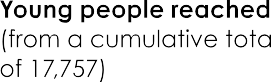 Young people reached
(from a cumulative tota
of 17,757)